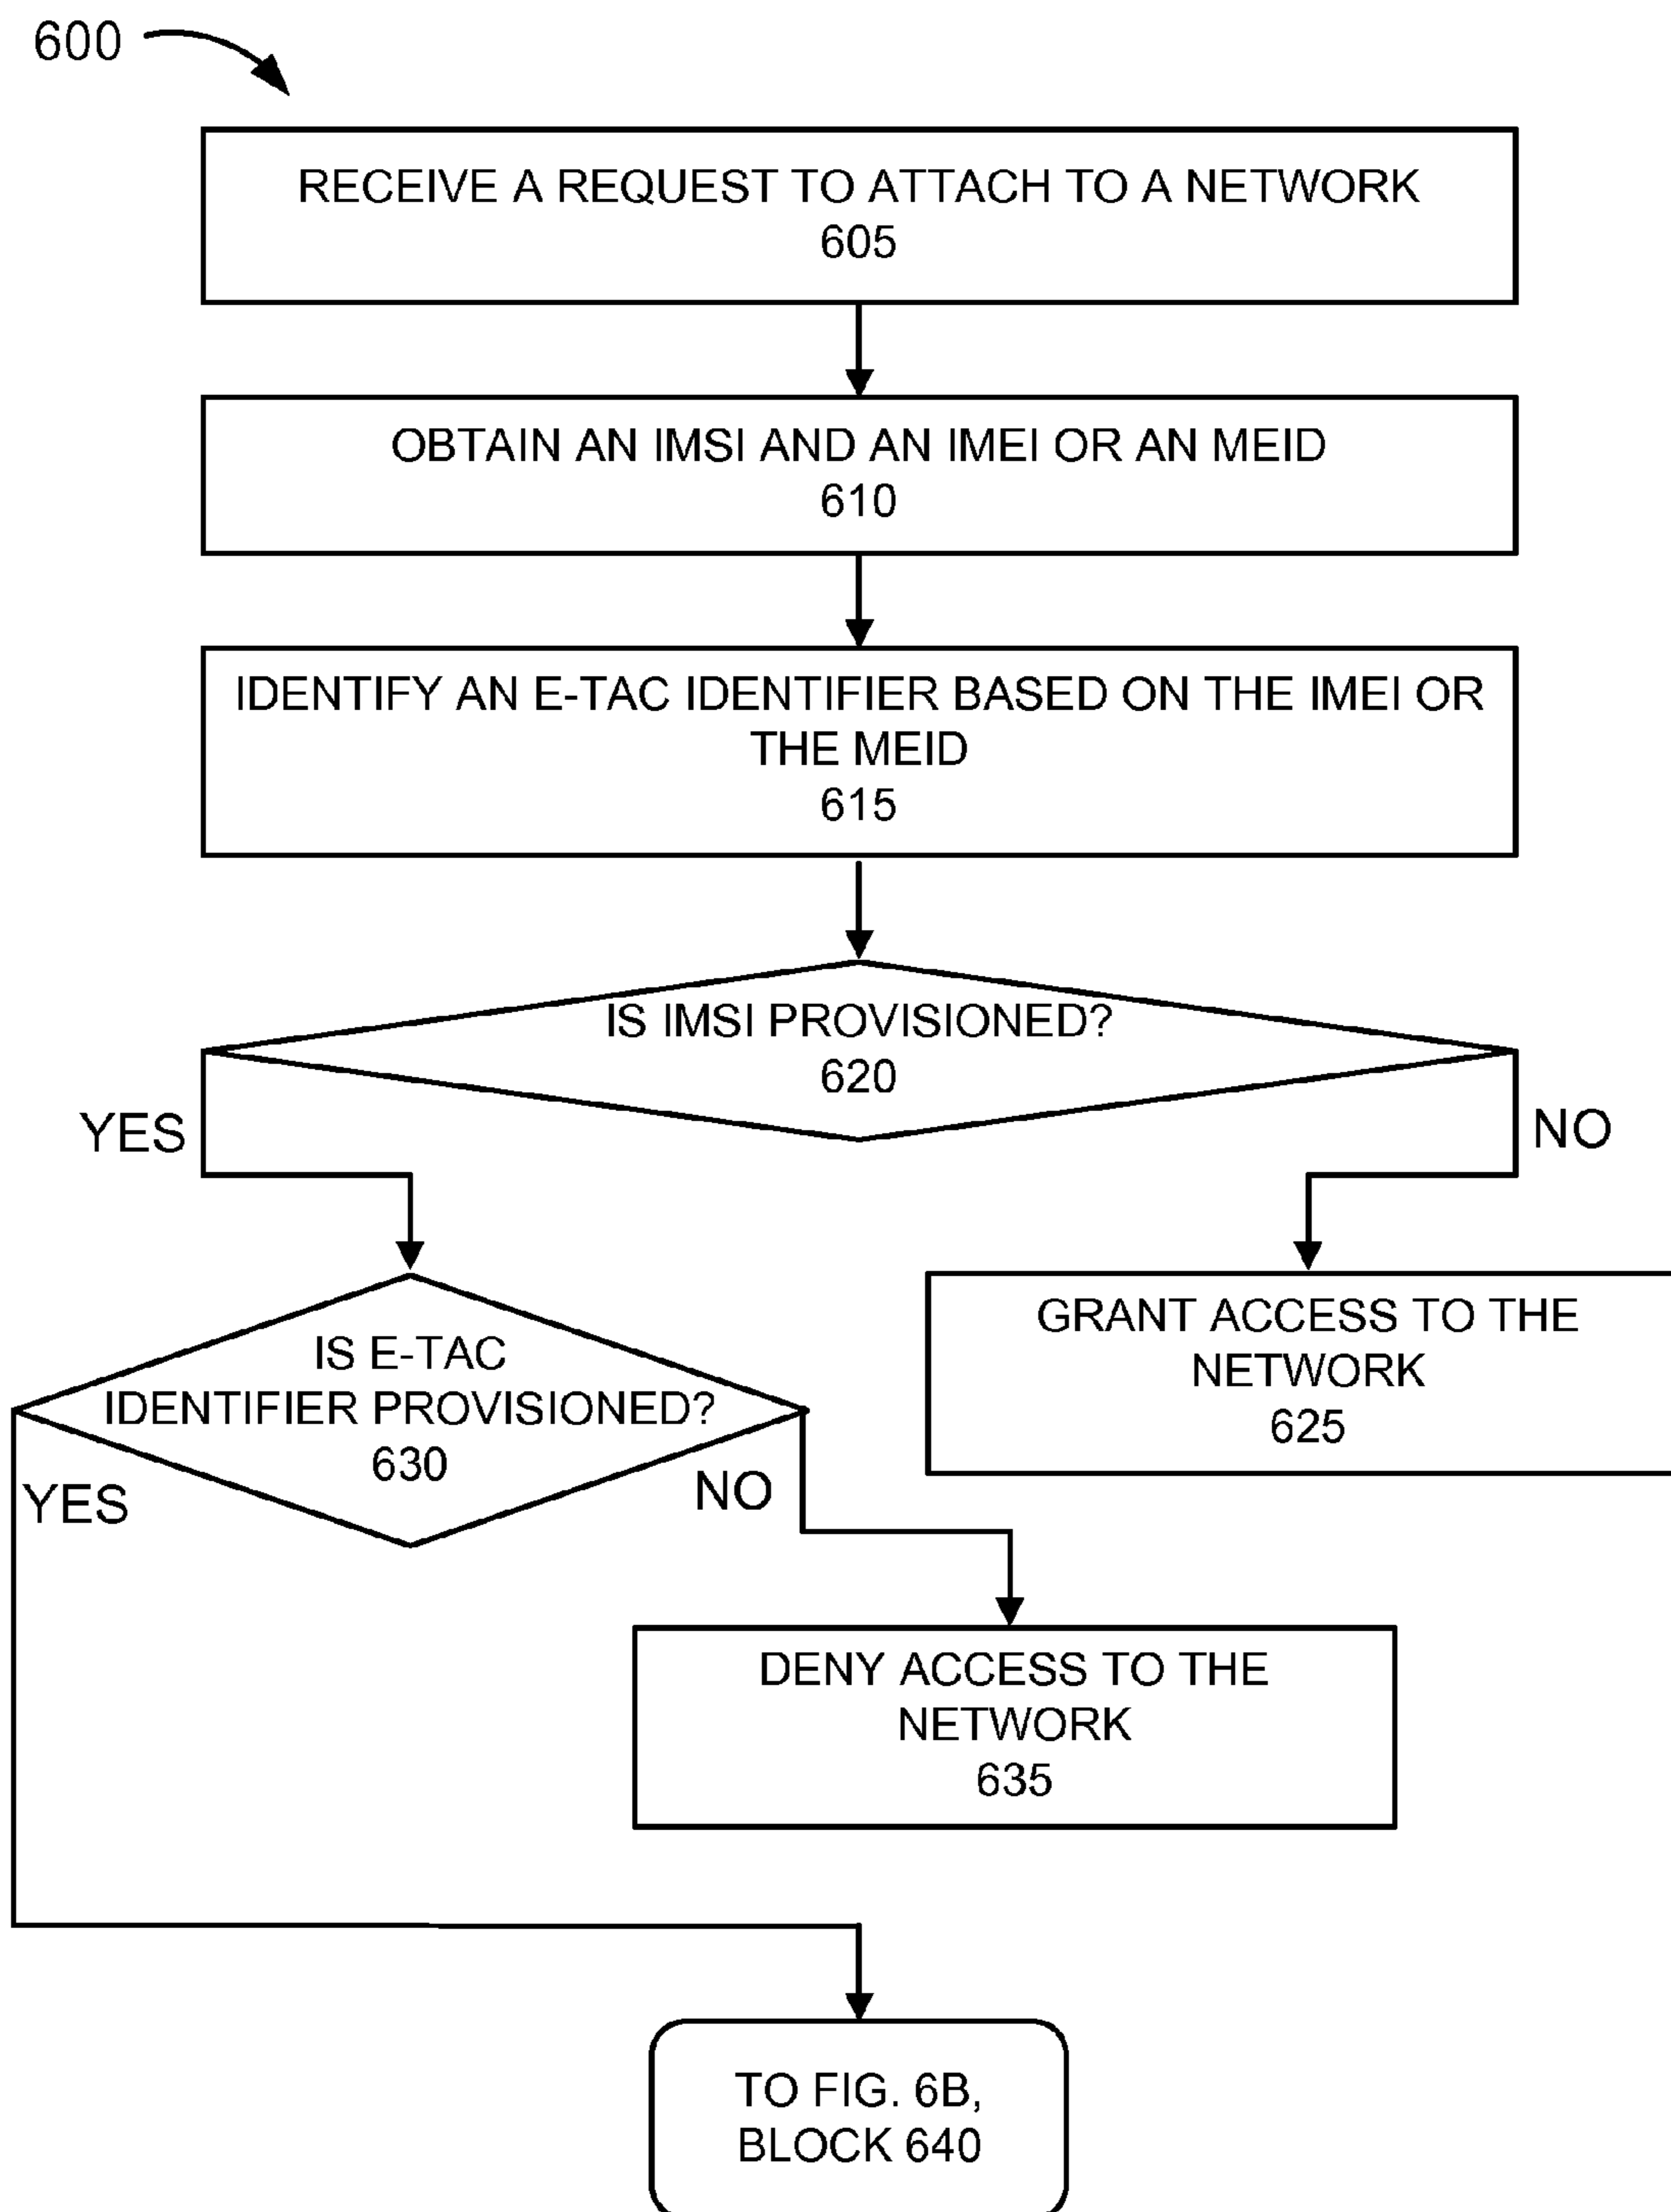 600
RECEIVE A REQUEST TO ATTACH TO A NETWORK
605
OBTAIN AN IMSI AND AN IMEI OR AN MEID
610
IDENTIFY AN E-TAC IDENTIFIER BASED ON THE IMEI OR
THE MEID
615
IS IMSI PROVISIONED?
620
YES
NO
IS E-TAC
IDENTIFIER PROVISIONED?
630
GRANT ACCESS TO THE
NETWORK
625
YES
NO
DENY ACCESS TO THE
NETWORK
635
TO FIG. 6B,
BLOCK 640